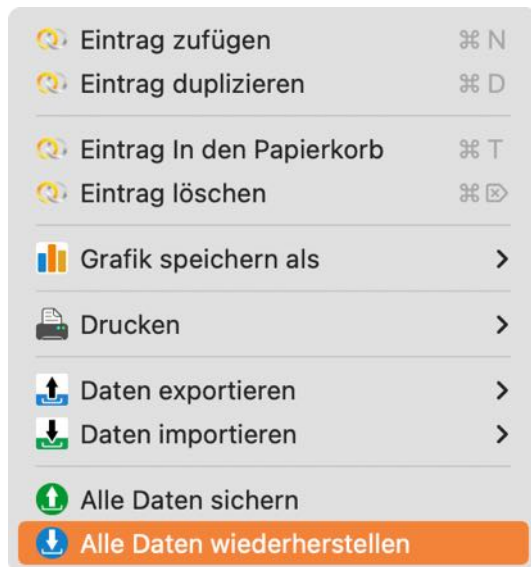 Eintrag zufügen ⌘ N
Eintrag duplizieren ⌘ D
Eintrag In den Papierkorb ⌘ T
Eintrag löschen ⌘ ⌦
Grafik speichern als
Drucken
Daten exportieren
Daten importieren
Alle Daten sichern
Alle Daten wiederherstellen